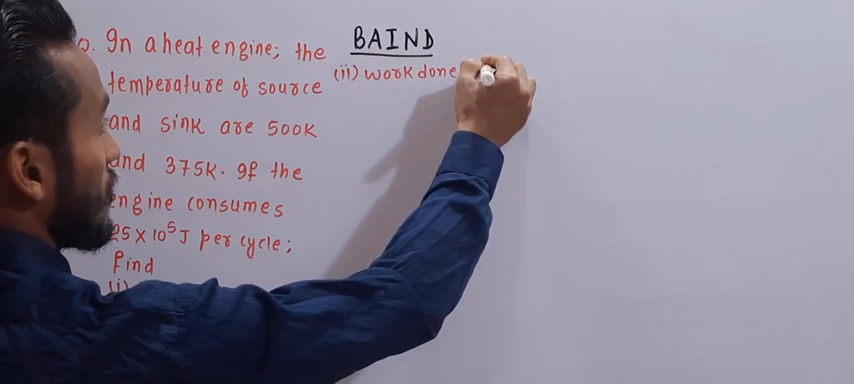 BAIND
Q. In a heat engine; the
temperature of source
and sink are 500K
and 375K. If the
engine consumes
25 X 10⁵ J per cycle;
find
(i)
(ii) work done